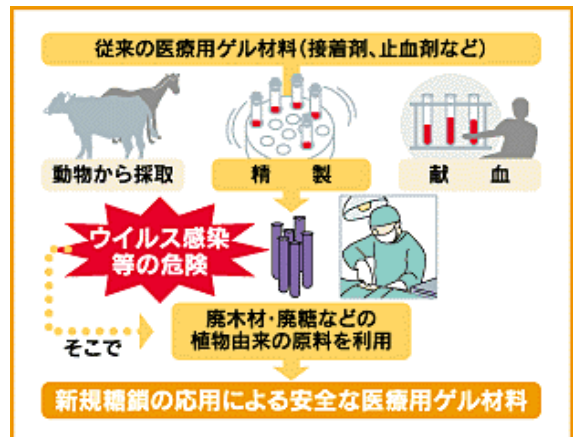 従来の医療用ゲル材料(接着剤、止血剤など)
動物から採取
精　製
献　血
ウイルス感染
等の危険
そこで
廃木材・廃糖などの
植物由来の原料を利用
新規糖鎖の応用による安全な医療用ゲル材料